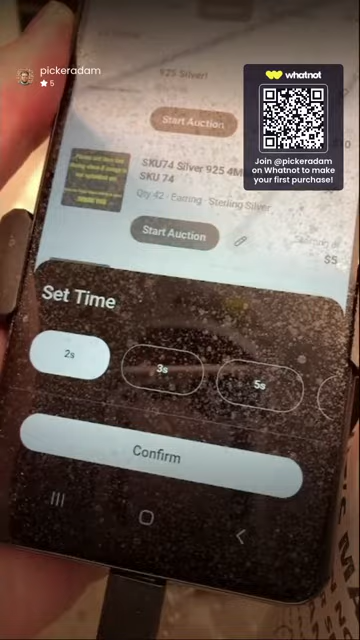 pickeradam
★ 5
whatnot
Join @pickeradam
on Whatnot to make
your first purchase!
925 Silver!
Start Auction
SKU74 Silver 925 4M
SKU 74
Qty 42 · Earring · Sterling Silver
Start Auction
$5
Set Time
2s
3s
5s
Confirm